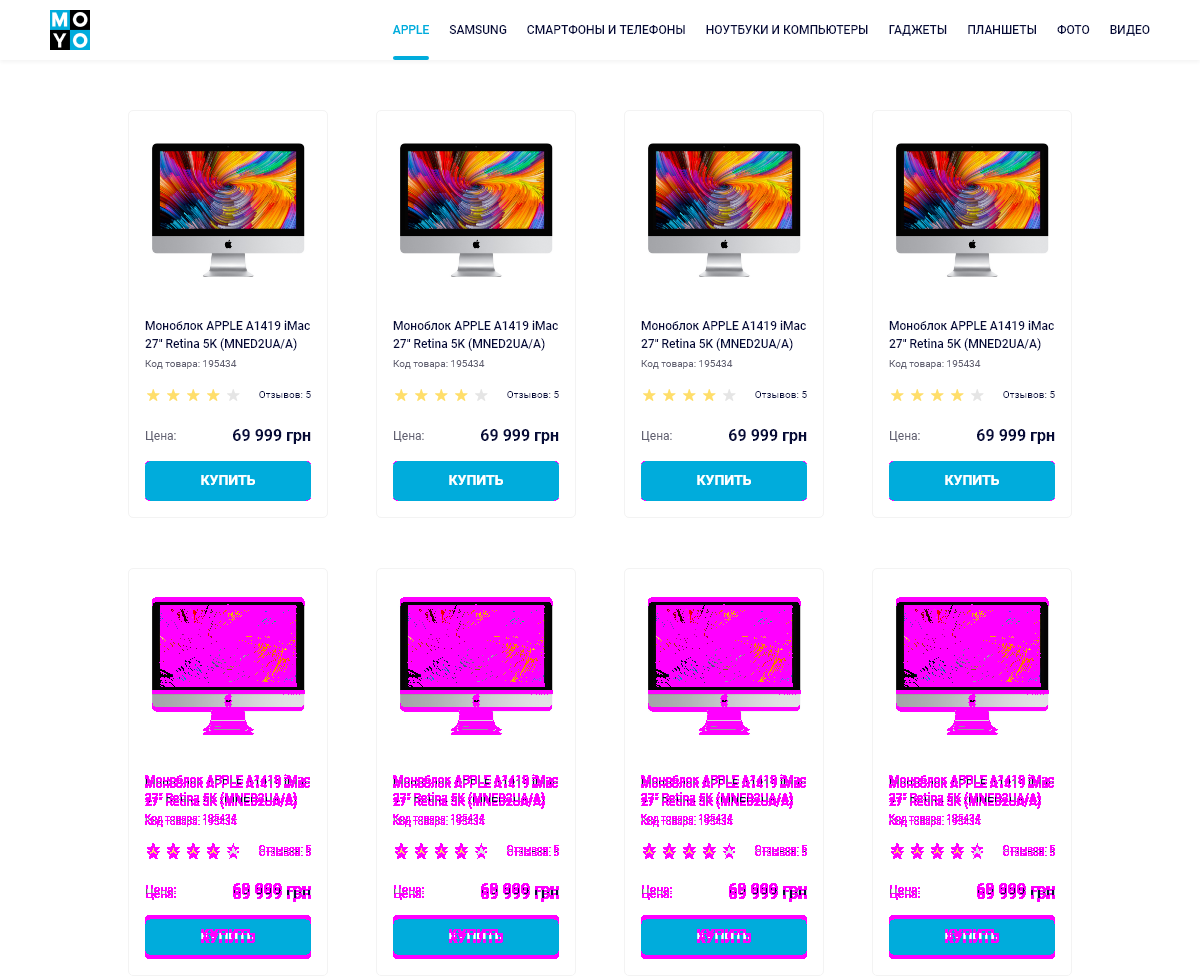 MO
YO
APPLE SAMSUNG СМАРТФОНЫ И ТЕЛЕФОНЫ НОУТБУКИ И КОМПЬЮТЕРЫ ГАДЖЕТЫ ПЛАНШЕТЫ ФОТО ВИДЕО
Моноблок APPLE A1419 iMac
27" Retina 5K (MNED2UA/A)
Код товара: 195434
Отзывов: 5
Цена: 69 999 грн
КУПИТЬ
Моноблок APPLE A1419 iMac
27" Retina 5K (MNED2UA/A)
Код товара: 195434
Отзывов: 5
Цена: 69 999 грн
КУПИТЬ
Моноблок APPLE A1419 iMac
27" Retina 5K (MNED2UA/A)
Код товара: 195434
Отзывов: 5
Цена: 69 999 грн
КУПИТЬ
Моноблок APPLE A1419 iMac
27" Retina 5K (MNED2UA/A)
Код товара: 195434
Отзывов: 5
Цена: 69 999 грн
КУПИТЬ
Моноблок APPLE A1419 iMac
27" Retina 5K (MNED2UA/A)
Код товара: 195434
Отзывов: 5
Цена: 69 999 грн
КУПИТЬ
Моноблок APPLE A1419 iMac
27" Retina 5K (MNED2UA/A)
Код товара: 195434
Отзывов: 5
Цена: 69 999 грн
КУПИТЬ
Моноблок APPLE A1419 iMac
27" Retina 5K (MNED2UA/A)
Код товара: 195434
Отзывов: 5
Цена: 69 999 грн
КУПИТЬ
Моноблок APPLE A1419 iMac
27" Retina 5K (MNED2UA/A)
Код товара: 195434
Отзывов: 5
Цена: 69 999 грн
КУПИТЬ